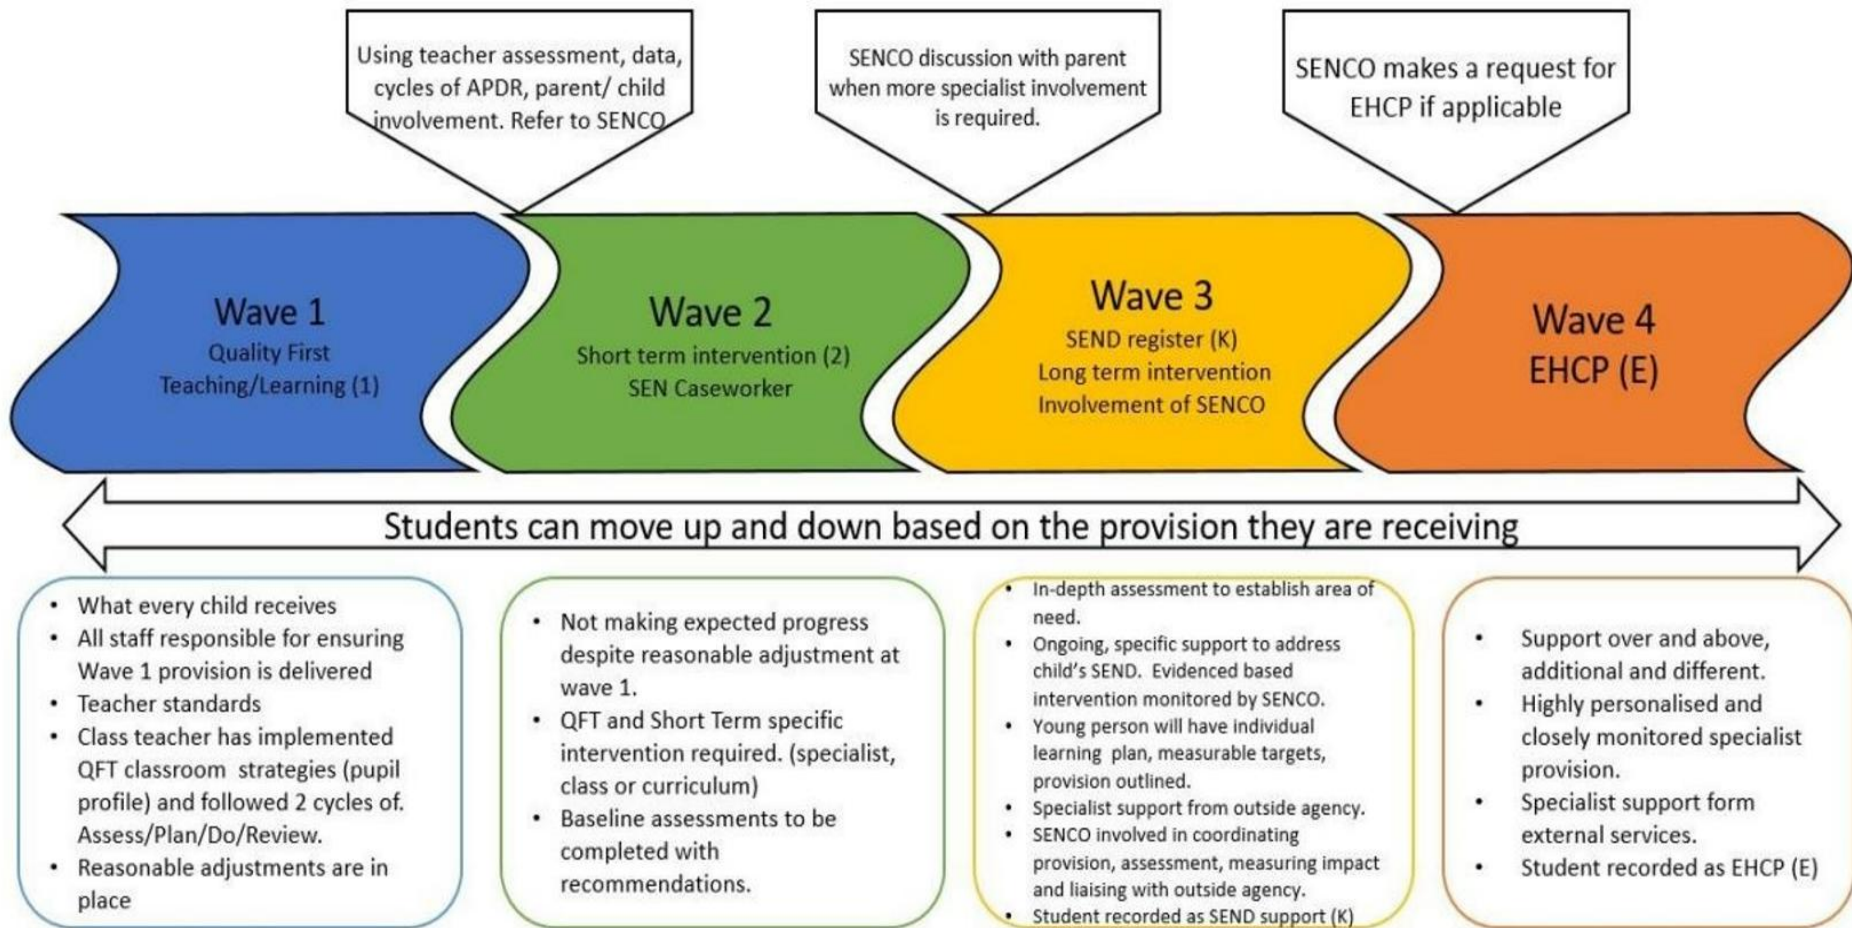 Using teacher assessment, data,
cycles of APDR, parent/ child
involvement. Refer to SENCO
SENCO discussion with parent
when more specialist involvement
is required.
SENCO makes a request for
EHCP if applicable
Wave 1
Quality First
Teaching/Learning (1)
Wave 2
Short term intervention (2)
SEN Caseworker
Wave 3
SEND register (K)
Long term intervention
Involvement of SENCO
Wave 4
EHCP (E)
Students can move up and down based on the provision they are receiving
• What every child receives
• All staff responsible for ensuring
Wave 1 provision is delivered
• Teacher standards
• Class teacher has implemented
QFT classroom strategies (pupil
profile) and followed 2 cycles of.
Assess/Plan/Do/Review.
• Reasonable adjustments are in
place
• Not making expected progress
despite reasonable adjustment at
wave 1.
• QFT and Short Term specific
intervention required. (specialist,
class or curriculum)
• Baseline assessments to be
completed with
recommendations.
• In-depth assessment to establish area of
need.
• Ongoing, specific support to address
child's SEND. Evidenced based
intervention monitored by SENCO.
• Young person will have individual
learning plan, measurable targets,
provision outlined.
• Specialist support from outside agency.
• SENCO involved in coordinating
provision, assessment, measuring impact
and liaising with outside agency.
• Student recorded as SEND support (K)
• Support over and above,
additional and different.
• Highly personalised and
closely monitored specialist
provision.
• Specialist support form
external services.
• Student recorded as EHCP (E)